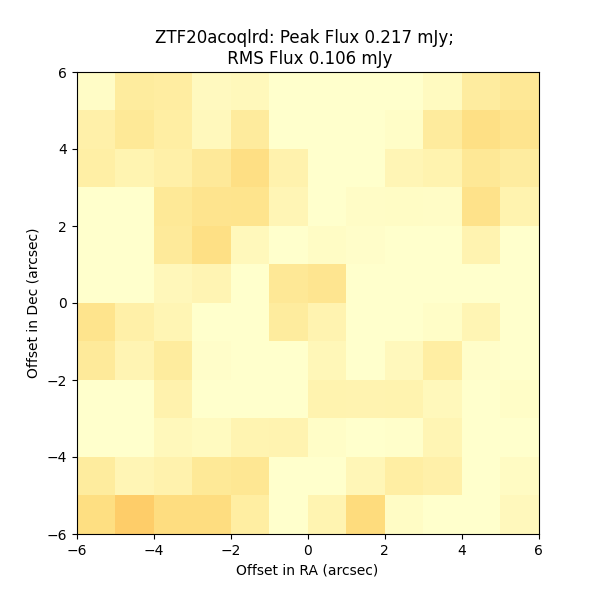 ZTF20acoqlrd: Peak Flux 0.217 mJy;
RMS Flux 0.106 mJy
6
4
2
0
−2
−4
−6
Offset in Dec (arcsec)
−6 −4 −2 0 2 4 6
Offset in RA (arcsec)